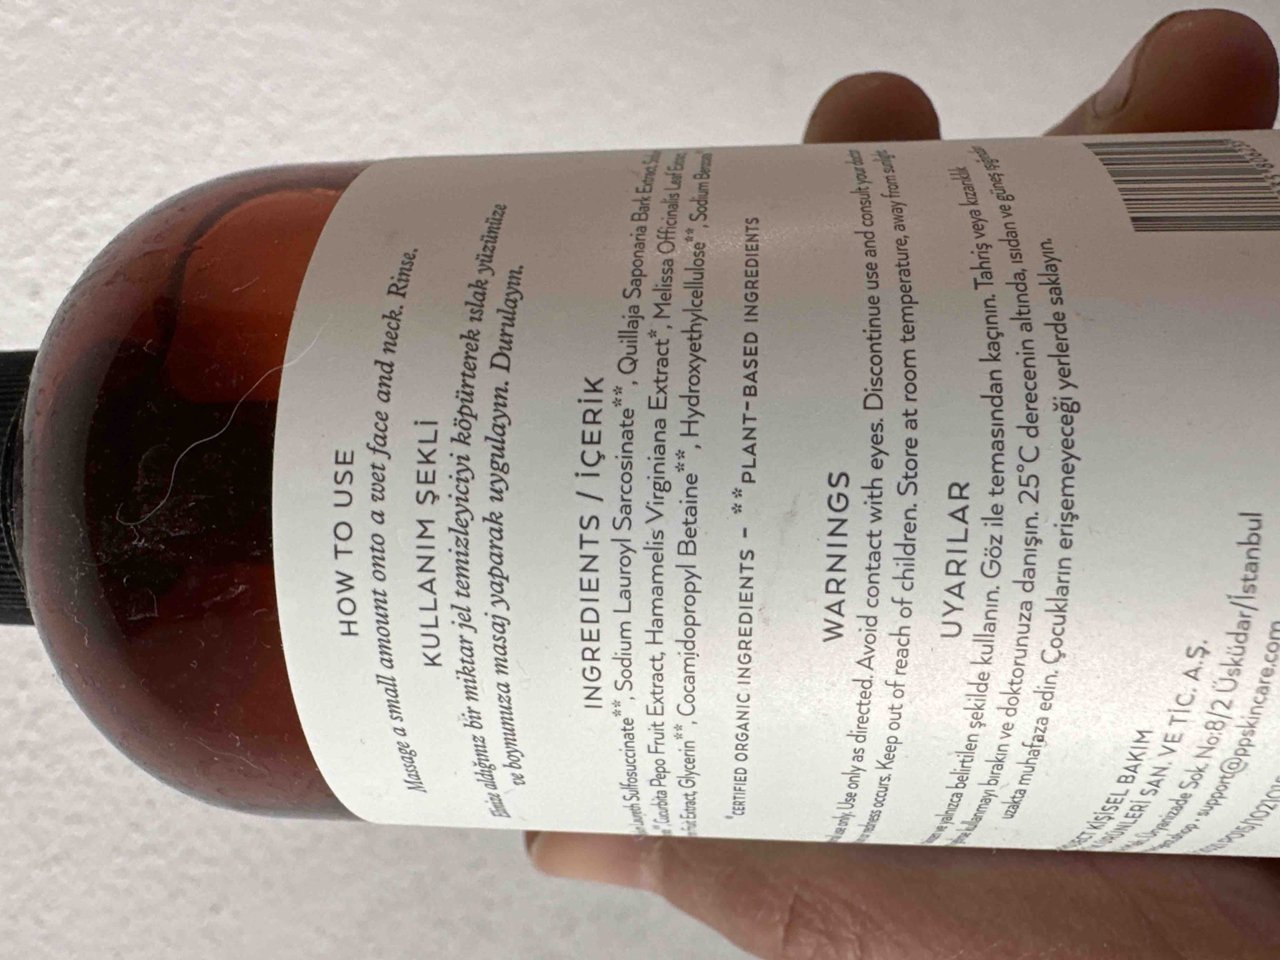 HOW TO USE
Massage a small amount onto a wet face and neck. Rinse.
KULLANIM ŞEKLİ
Elinize aldığınız bir miktar jel temizleyiciyi köpürterek ıslak yüzünüze
ve boynunuza masaj yaparak uygulayın. Durulayın.
INGREDIENTS / İÇERİK
Sulfosuccinate**, Sodium Lauroyl Sarcosinate**, Quillaja Saponaria Bark Extract,
Cucurbita Pepo Fruit Extract, Hamamelis Virginiana Extract*, Melissa Officinalis Leaf Extract
Extract, Glycerin**, Cocamidopropyl Betaine**, Hydroxyethylcellulose**, Sodium Benzoate
*CERTIFIED ORGANIC INGREDIENTS - **PLANT-BASED INGREDIENTS
WARNINGS
use only. Use only as directed. Avoid contact with eyes. Discontinue use and consult your doctor
occurs. Keep out of reach of children. Store at room temperature, away from sunlight
UYARILAR
yalnızca belirtilen şekilde kullanın. Göz ile temasından kaçının. Tahriş veya kızarıklık
kullanmayı bırakın ve doktorunuza danışın. 25°C derecenin altında, ısıdan ve güneş ışığından
uzakta muhafaza edin. Çocukların erişemeyeceği yerlerde saklayın.
KİŞİSEL BAKIM
ÜRÜNLERİ SAN. VE TİC. A.Ş.
Sok. No:8/2 Üsküdar/İstanbul
support@ppskincare.com